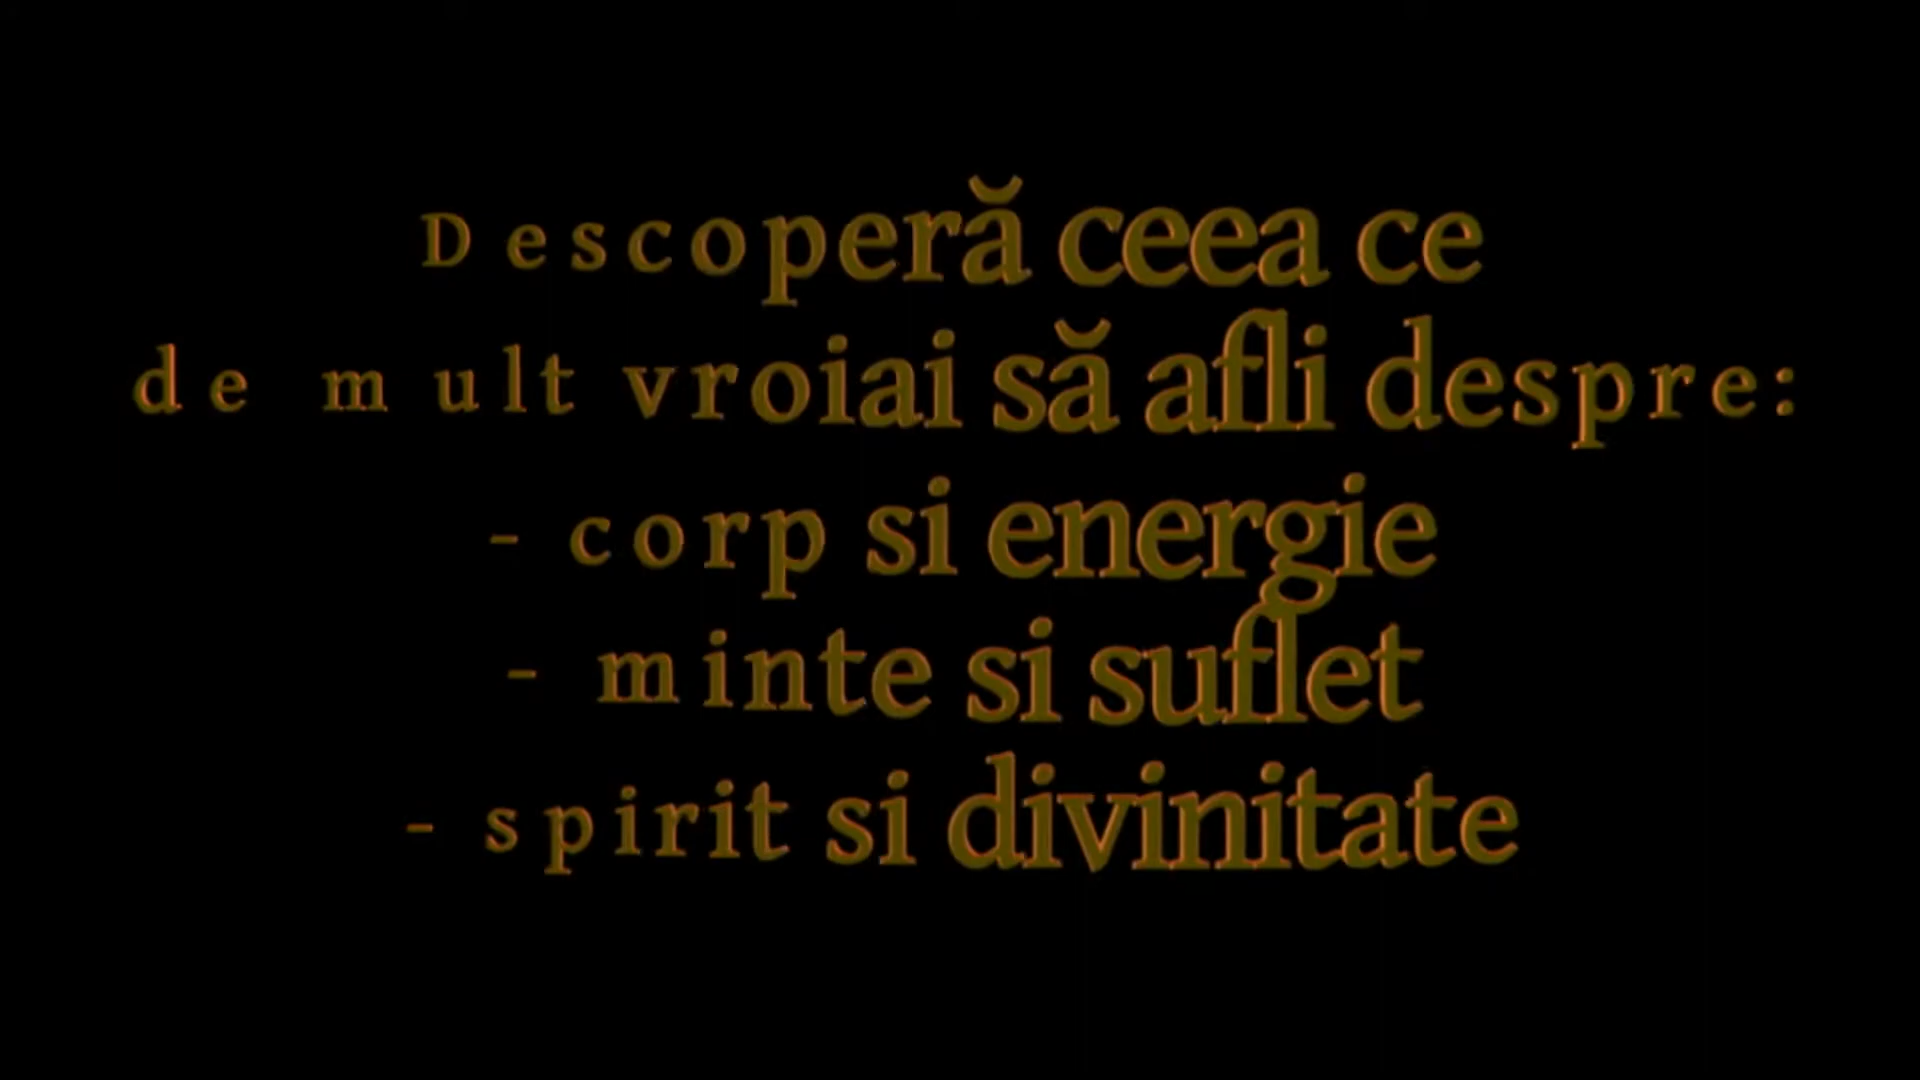 Descoperă ceea ce
de mult vroiai să afli despre:
- corp si energie
- minte si suflet
- spirit si divinitate